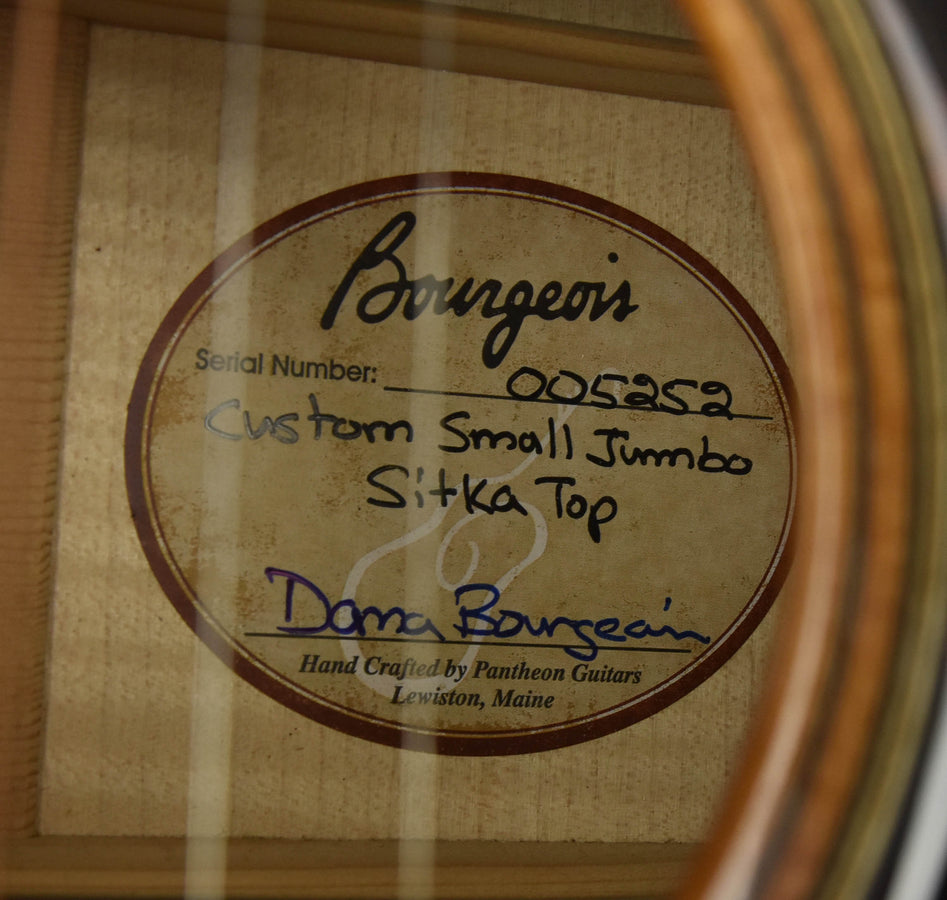 Bourgeois
Serial Number: 005252
Custom Small Jumbo
Sitka Top
Dana Bourgeois
Hand Crafted by Pantheon Guitars
Lewiston, Maine